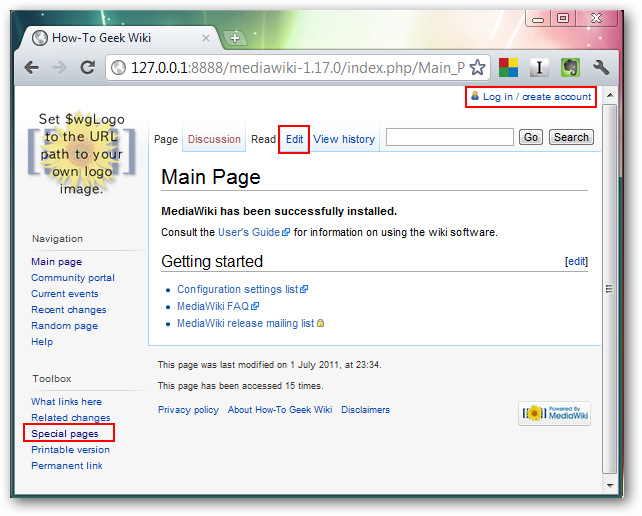 How-To Geek Wiki
127.0.0.1:8888/mediawiki-1.17.0/index.php/Main_P
Log in / create account
Set $wgLogo
to the URL
path to your
own logo
image.
Page Discussion Read Edit View history Go Search
Main Page
MediaWiki has been successfully installed.
Consult the User's Guide for information on using the wiki software.
Getting started [edit]
Configuration settings list
MediaWiki FAQ
MediaWiki release mailing list
This page was last modified on 1 July 2011, at 23:34.
This page has been accessed 15 times.
Privacy policy About How-To Geek Wiki Disclaimers
Powered By
MediaWiki
Navigation
Main page
Community portal
Current events
Recent changes
Random page
Help
Toolbox
What links here
Related changes
Special pages
Printable version
Permanent link